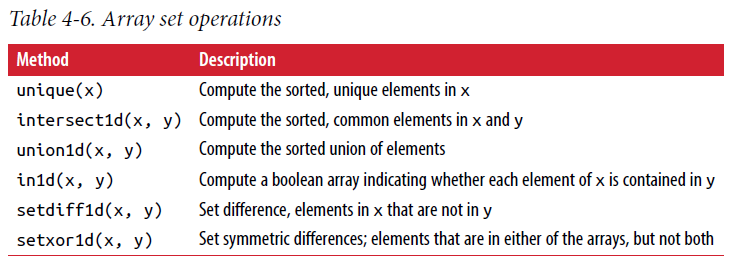 Table 4-6. Array set operations
Method Description
unique(x) Compute the sorted, unique elements in x
intersect1d(x, y) Compute the sorted, common elements in x and y
union1d(x, y) Compute the sorted union of elements
in1d(x, y) Compute a boolean array indicating whether each element of x is contained in y
setdiff1d(x, y) Set difference, elements in x that are not in y
setxor1d(x, y) Set symmetric differences; elements that are in either of the arrays, but not both